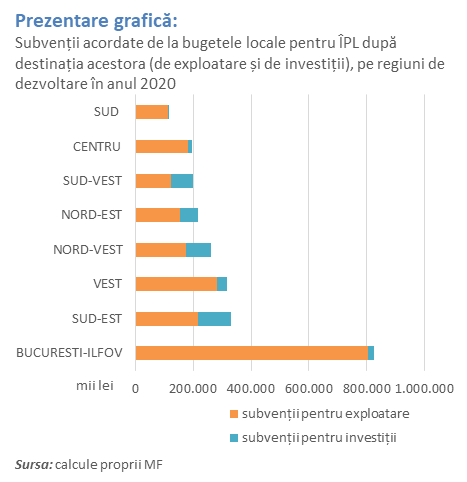 Prezentare grafică:
Subvenții acordate de la bugetele locale pentru ÎPL după
destinația acestora (de exploatare și de investiții), pe regiuni de
dezvoltare în anul 2020
SUD
CENTRU
SUD-VEST
NORD-EST
NORD-VEST
VEST
SUD-EST
BUCURESTI-ILFOV
mii lei 0 200.000 400.000 600.000 800.000 1.000.000
subvenții pentru exploatare
subvenții pentru investiții
Sursa: calcule proprii MF